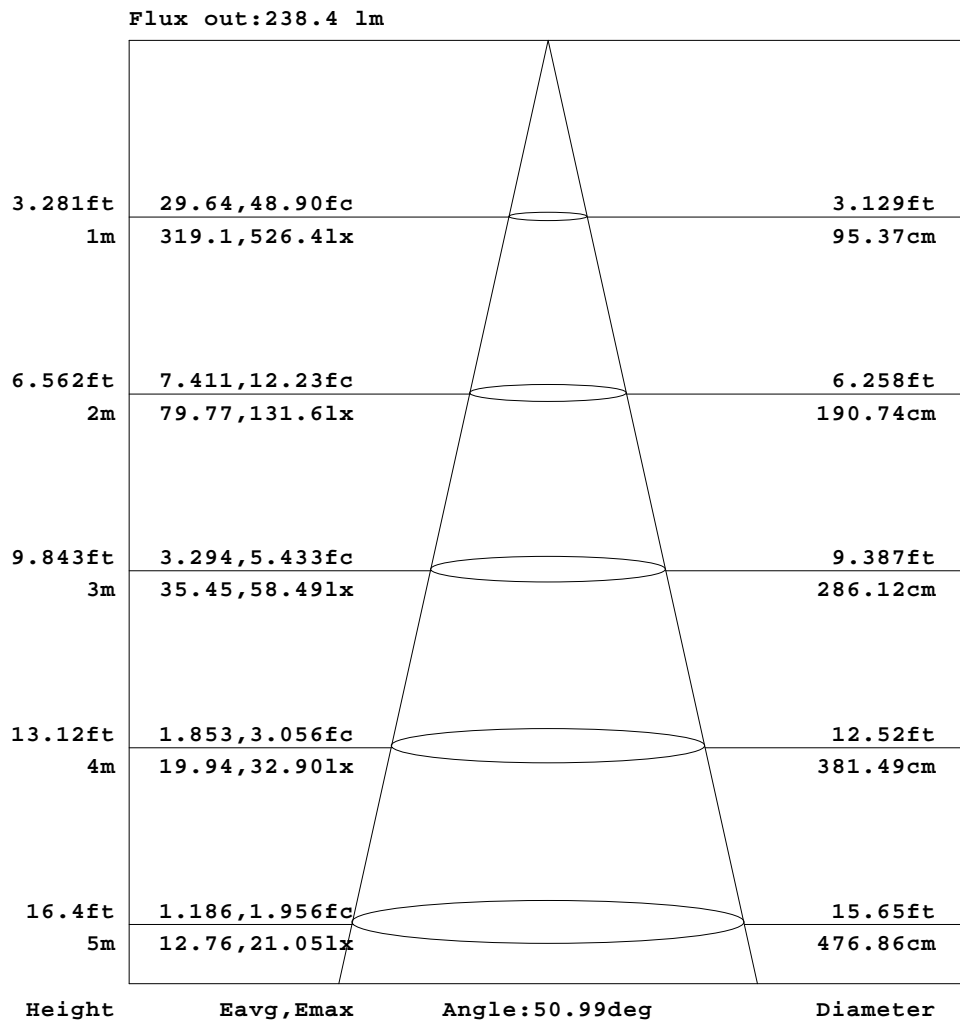 Flux out:238.4 lm
3.281ft 29.64,48.90fc 3.129ft
1m 319.1,526.4lx 95.37cm
6.562ft 7.411,12.23fc 6.258ft
2m 79.77,131.6lx 190.74cm
9.843ft 3.294,5.433fc 9.387ft
3m 35.45,58.49lx 286.12cm
13.12ft 1.853,3.056fc 12.52ft
4m 19.94,32.90lx 381.49cm
16.4ft 1.186,1.956fc 15.65ft
5m 12.76,21.05lx 476.86cm
Height Eavg,Emax Angle:50.99deg Diameter